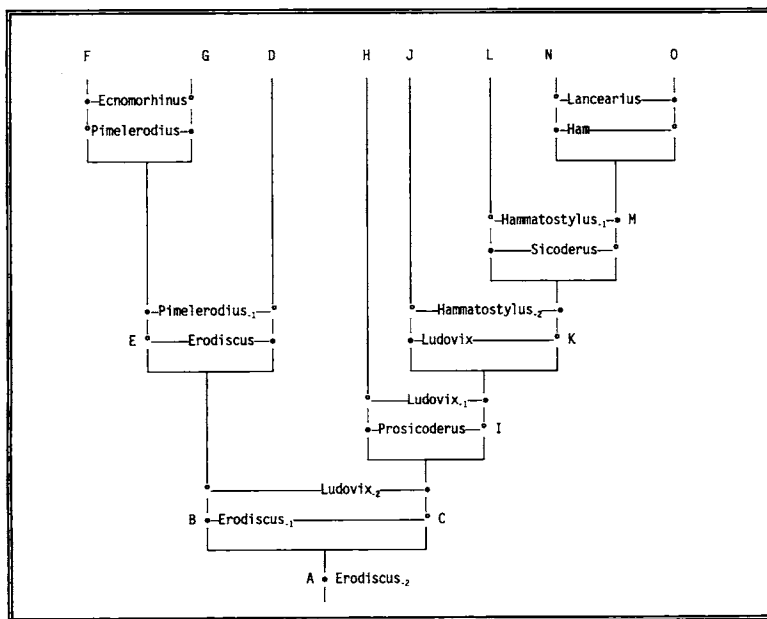 F G D H J L N O
Ecnomorhinus Lancearius
Pimelerodius Ham
Hammatostylus-1 M
Sicoderus
Pimelerodius-1 Hammatostylus-2
E Erodiscus Ludovix K
Ludovix-1
Prosicoderus I
Ludovix-2
B Erodiscus-1 C
A Erodiscus-2